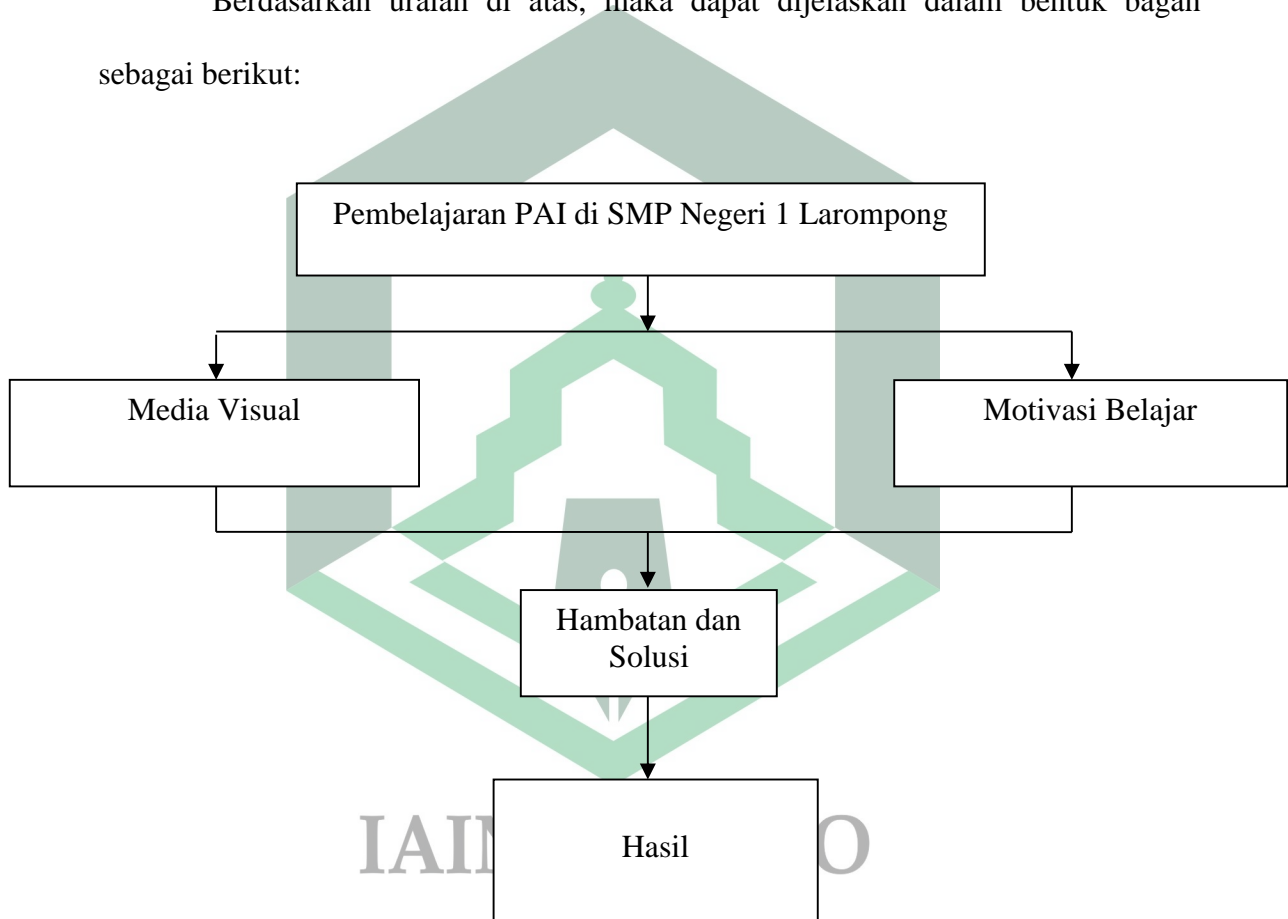 Berdasarkan uraian di atas, maka dapat dijelaskan dalam bentuk bagan
sebagai berikut:
Pembelajaran PAI di SMP Negeri 1 Larompong
Media Visual
Motivasi Belajar
Hambatan dan
Solusi
Hasil
IAIN O